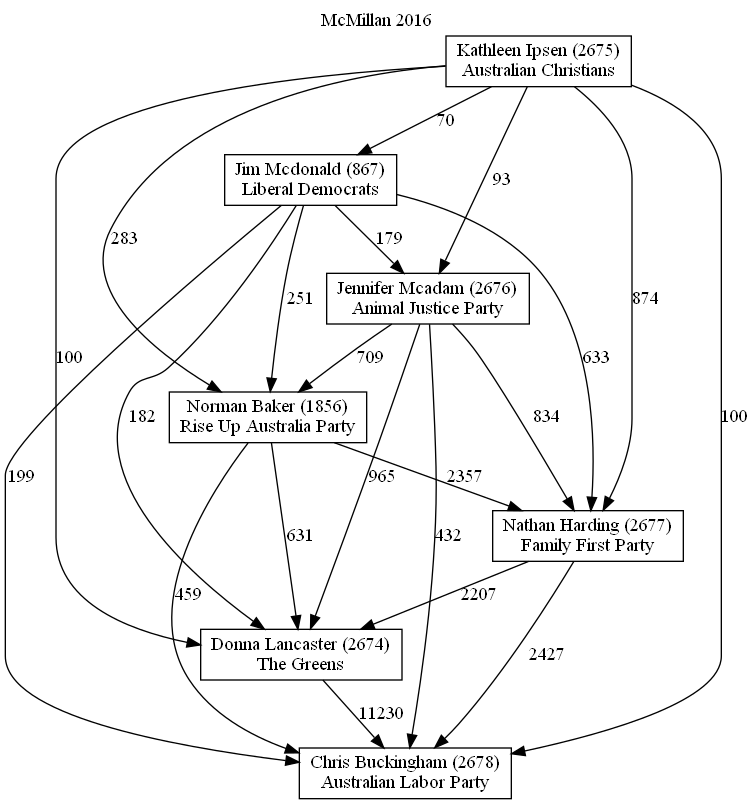 McMillan 2016
Kathleen Ipsen (2675)
Australian Christians
70
Jim Mcdonald (867)
Liberal Democrats
93
283
179
Jennifer Mcadam (2676)
Animal Justice Party
251
874
100
709
633
Norman Baker (1856)
Rise Up Australia Party
182
834
100
199
965
2357
Nathan Harding (2677)
Family First Party
631
432
459
2207
Donna Lancaster (2674)
The Greens
2427
11230
Chris Buckingham (2678)
Australian Labor Party